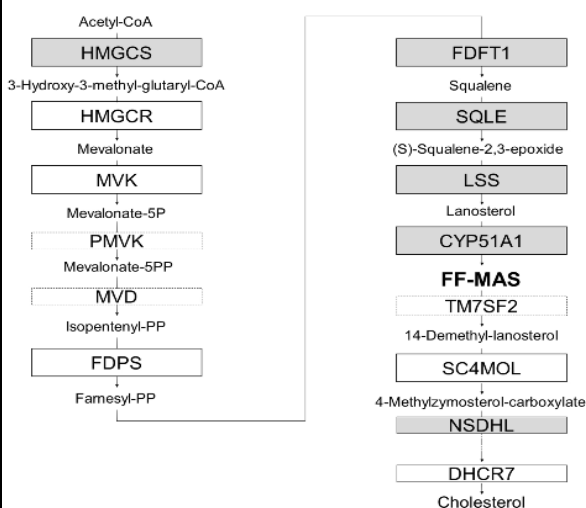 Acetyl-CoA
HMGCS
3-Hydroxy-3-methyl-glutaryl-CoA
HMGCR
Mevalonate
MVK
Mevalonate-5P
PMVK
Mevalonate-5PP
MVD
Isopentenyl-PP
FDPS
Farnesyl-PP
FDFT1
Squalene
SQLE
(S)-Squalene-2,3-epoxide
LSS
Lanosterol
CYP51A1
FF-MAS
TM7SF2
14-Demethyl-lanosterol
SC4MOL
4-Methylzymosterol-carboxylate
NSDHL
DHCR7
Cholesterol